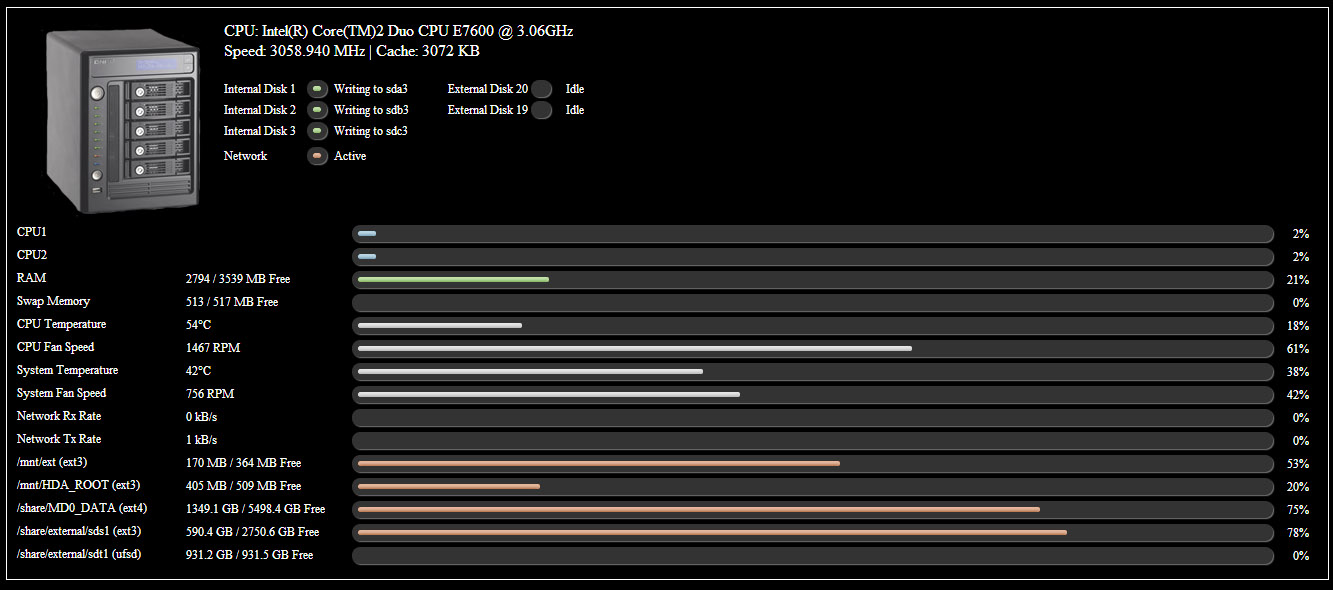 CPU: Intel(R) Core(TM)2 Duo CPU E7600 @ 3.06GHz
Speed: 3058.940 MHz | Cache: 3072 KB
Internal Disk 1 Writing to sda3 External Disk 20 Idle
Internal Disk 2 Writing to sdb3 External Disk 19 Idle
Internal Disk 3 Writing to sdc3
Network Active
CPU1 2%
CPU2 2%
RAM 2794 / 3539 MB Free 21%
Swap Memory 513 / 517 MB Free 0%
CPU Temperature 54°C 18%
CPU Fan Speed 1467 RPM 61%
System Temperature 42°C 38%
System Fan Speed 756 RPM 42%
Network Rx Rate 0 kB/s 0%
Network Tx Rate 1 kB/s 0%
/mnt/ext (ext3) 170 MB / 364 MB Free 53%
/mnt/HDA_ROOT (ext3) 405 MB / 509 MB Free 20%
/share/MD0_DATA (ext4) 1349.1 GB / 5498.4 GB Free 75%
/share/external/sds1 (ext3) 590.4 GB / 2750.6 GB Free 78%
/share/external/sdt1 (ufsd) 931.2 GB / 931.5 GB Free 0%